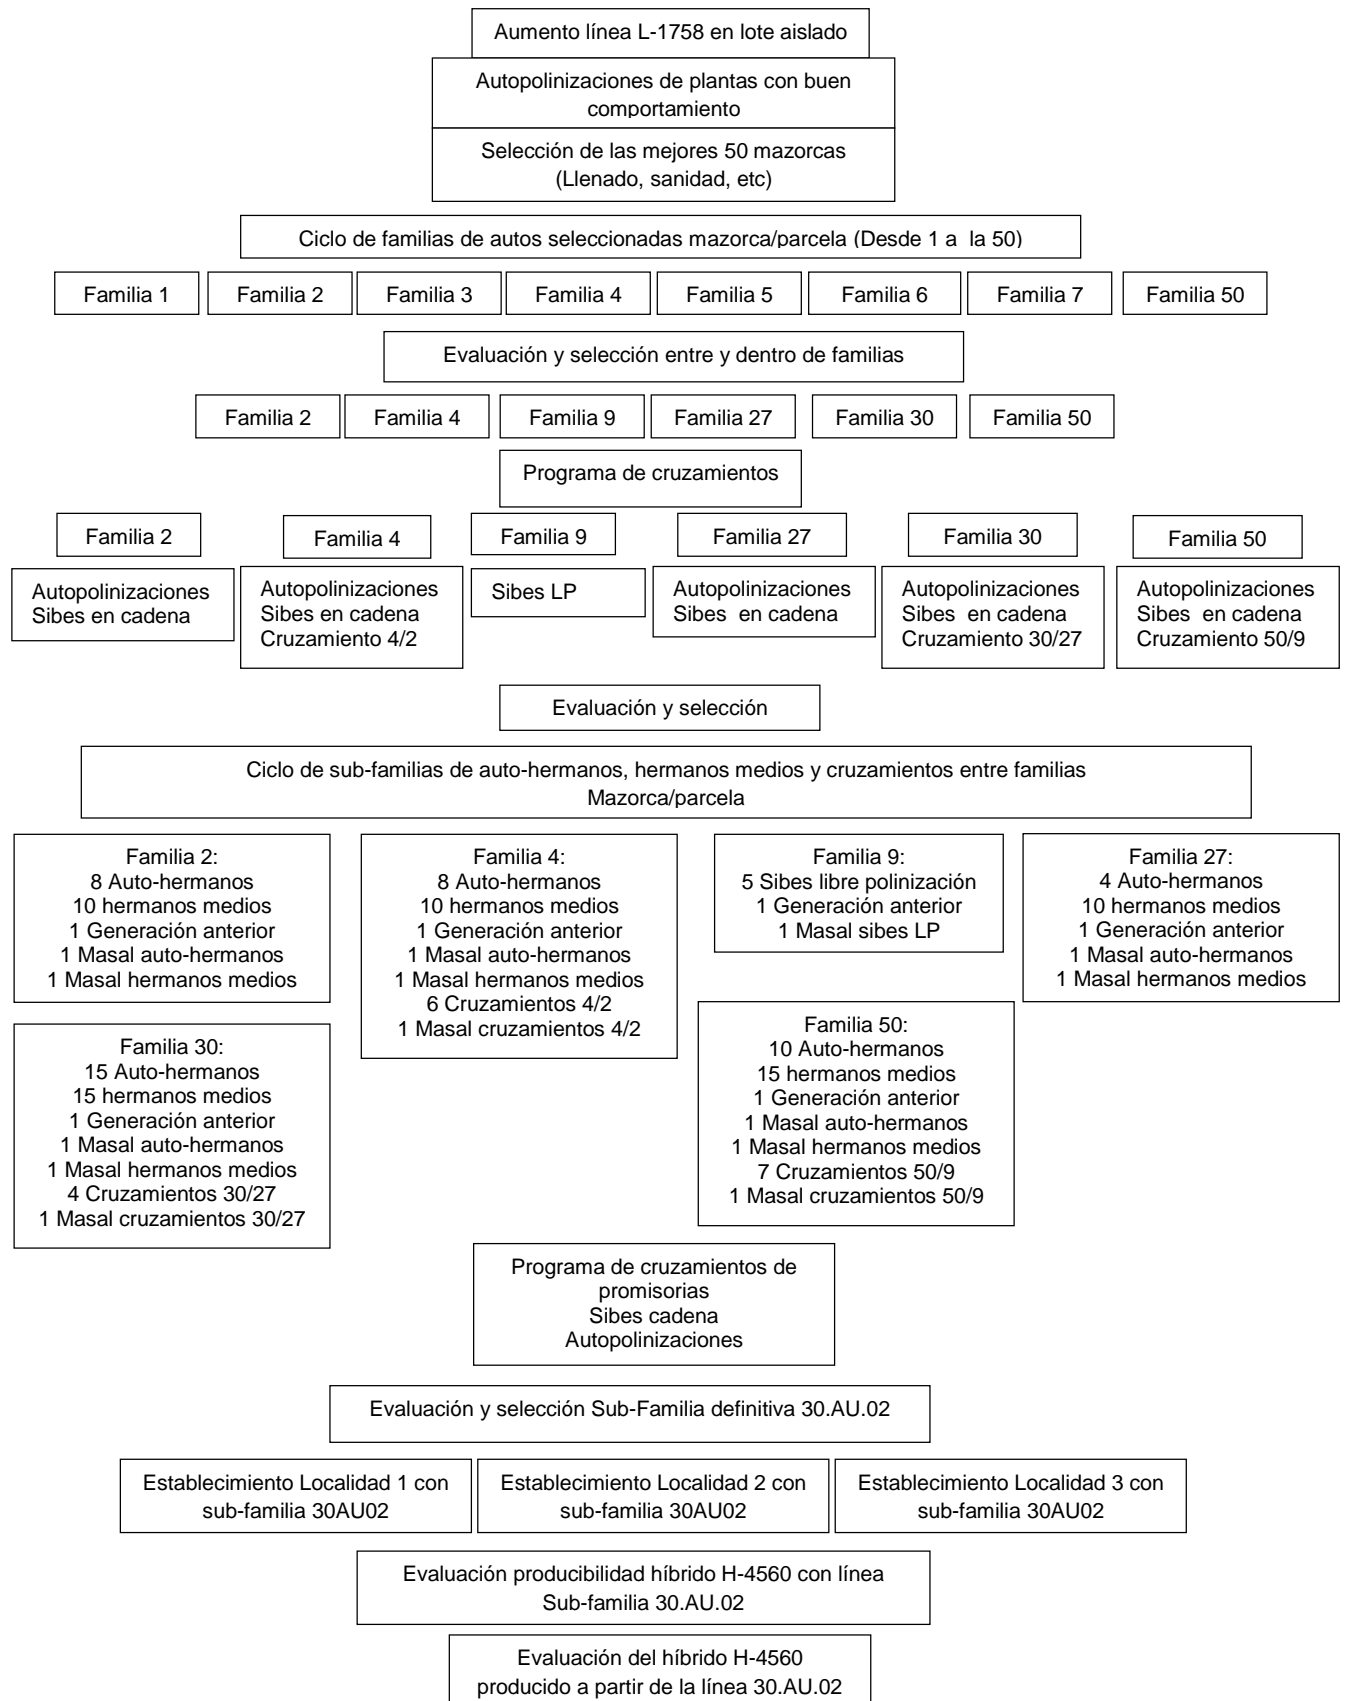 Aumento línea L-1758 en lote aislado
Autopolinizaciones de plantas con buen
comportamiento
Selección de las mejores 50 mazorcas
(Llenado, sanidad, etc)
Ciclo de familias de autos seleccionadas mazorca/parcela (Desde 1 a  la 50)
Familia 1
Familia 2
Familia 3
Familia 4
Familia 5
Familia 6
Familia 7
Familia 50
Evaluación y selección entre y dentro de familias
Familia 2
Familia 4
Familia 9
Familia 27
Familia 30
Familia 50
Programa de cruzamientos
Familia 2
Familia 4
Familia 9
Familia 27
Familia 30
Familia 50
Autopolinizaciones
Sibes en cadena
Autopolinizaciones
Sibes en cadena
Cruzamiento 4/2
Sibes LP
Autopolinizaciones
Sibes  en cadena
Autopolinizaciones
Sibes  en cadena
Cruzamiento 30/27
Autopolinizaciones
Sibes  en cadena
Cruzamiento 50/9
Evaluación y selección
Ciclo de sub-familias de auto-hermanos, hermanos medios y cruzamientos entre familias
Mazorca/parcela
Familia 2:
8 Auto-hermanos
10 hermanos medios
1 Generación anterior
1 Masal auto-hermanos
1 Masal hermanos medios
Familia 4:
8 Auto-hermanos
10 hermanos medios
1 Generación anterior
1 Masal auto-hermanos
1 Masal hermanos medios
6 Cruzamientos 4/2
1 Masal cruzamientos 4/2
Familia 9:
5 Sibes libre polinización
1 Generación anterior
1 Masal sibes LP
Familia 27:
4 Auto-hermanos
10 hermanos medios
1 Generación anterior
1 Masal auto-hermanos
1 Masal hermanos medios
Familia 30:
15 Auto-hermanos
15 hermanos medios
1 Generación anterior
1 Masal auto-hermanos
1 Masal hermanos medios
4 Cruzamientos 30/27
1 Masal cruzamientos 30/27
Familia 50:
10 Auto-hermanos
15 hermanos medios
1 Generación anterior
1 Masal auto-hermanos
1 Masal hermanos medios
7 Cruzamientos 50/9
1 Masal cruzamientos 50/9
Programa de cruzamientos de
promisorias
Sibes cadena
Autopolinizaciones
Evaluación y selección Sub-Familia definitiva 30.AU.02
Establecimiento Localidad 1 con
sub-familia 30AU02
Establecimiento Localidad 2 con
sub-familia 30AU02
Establecimiento Localidad 3 con
sub-familia 30AU02
Evaluación producibilidad híbrido H-4560 con línea
Sub-familia 30.AU.02
Evaluación del híbrido H-4560
producido a partir de la línea 30.AU.02